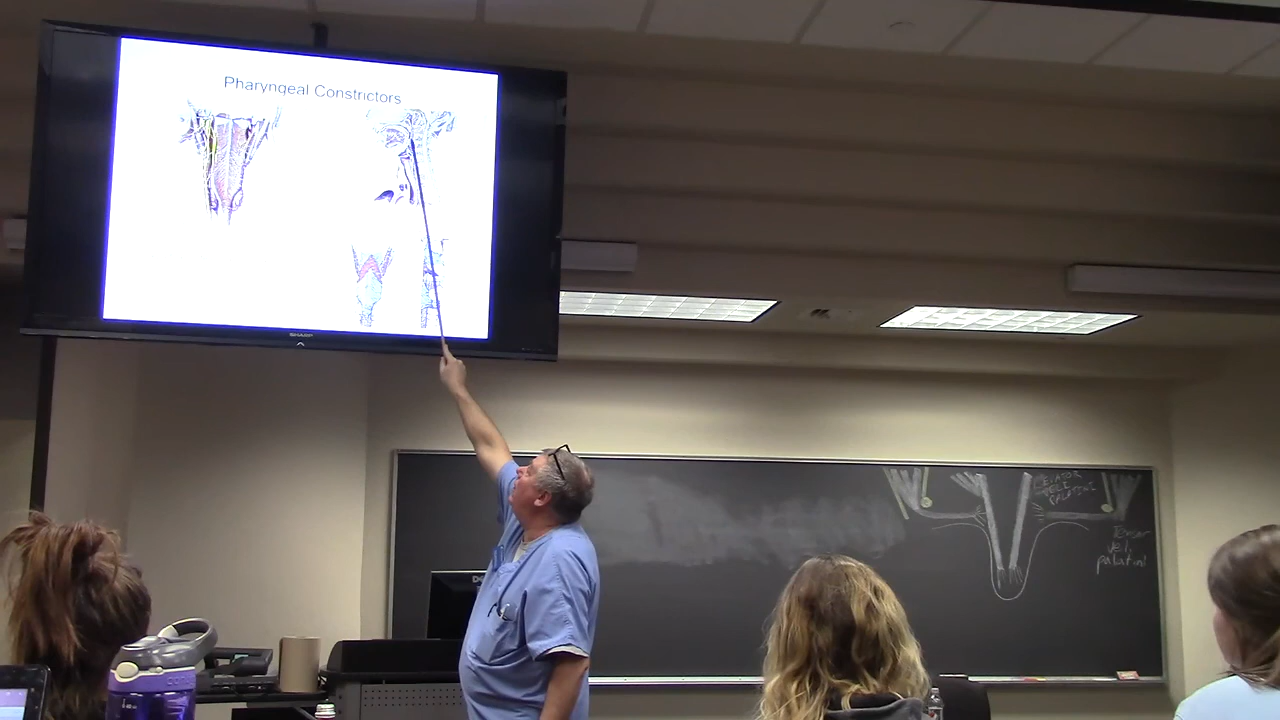 Pharyngeal Constrictors
SHARP
LEVATOR
VELI
PALATINI
Tensor
veli
palatini